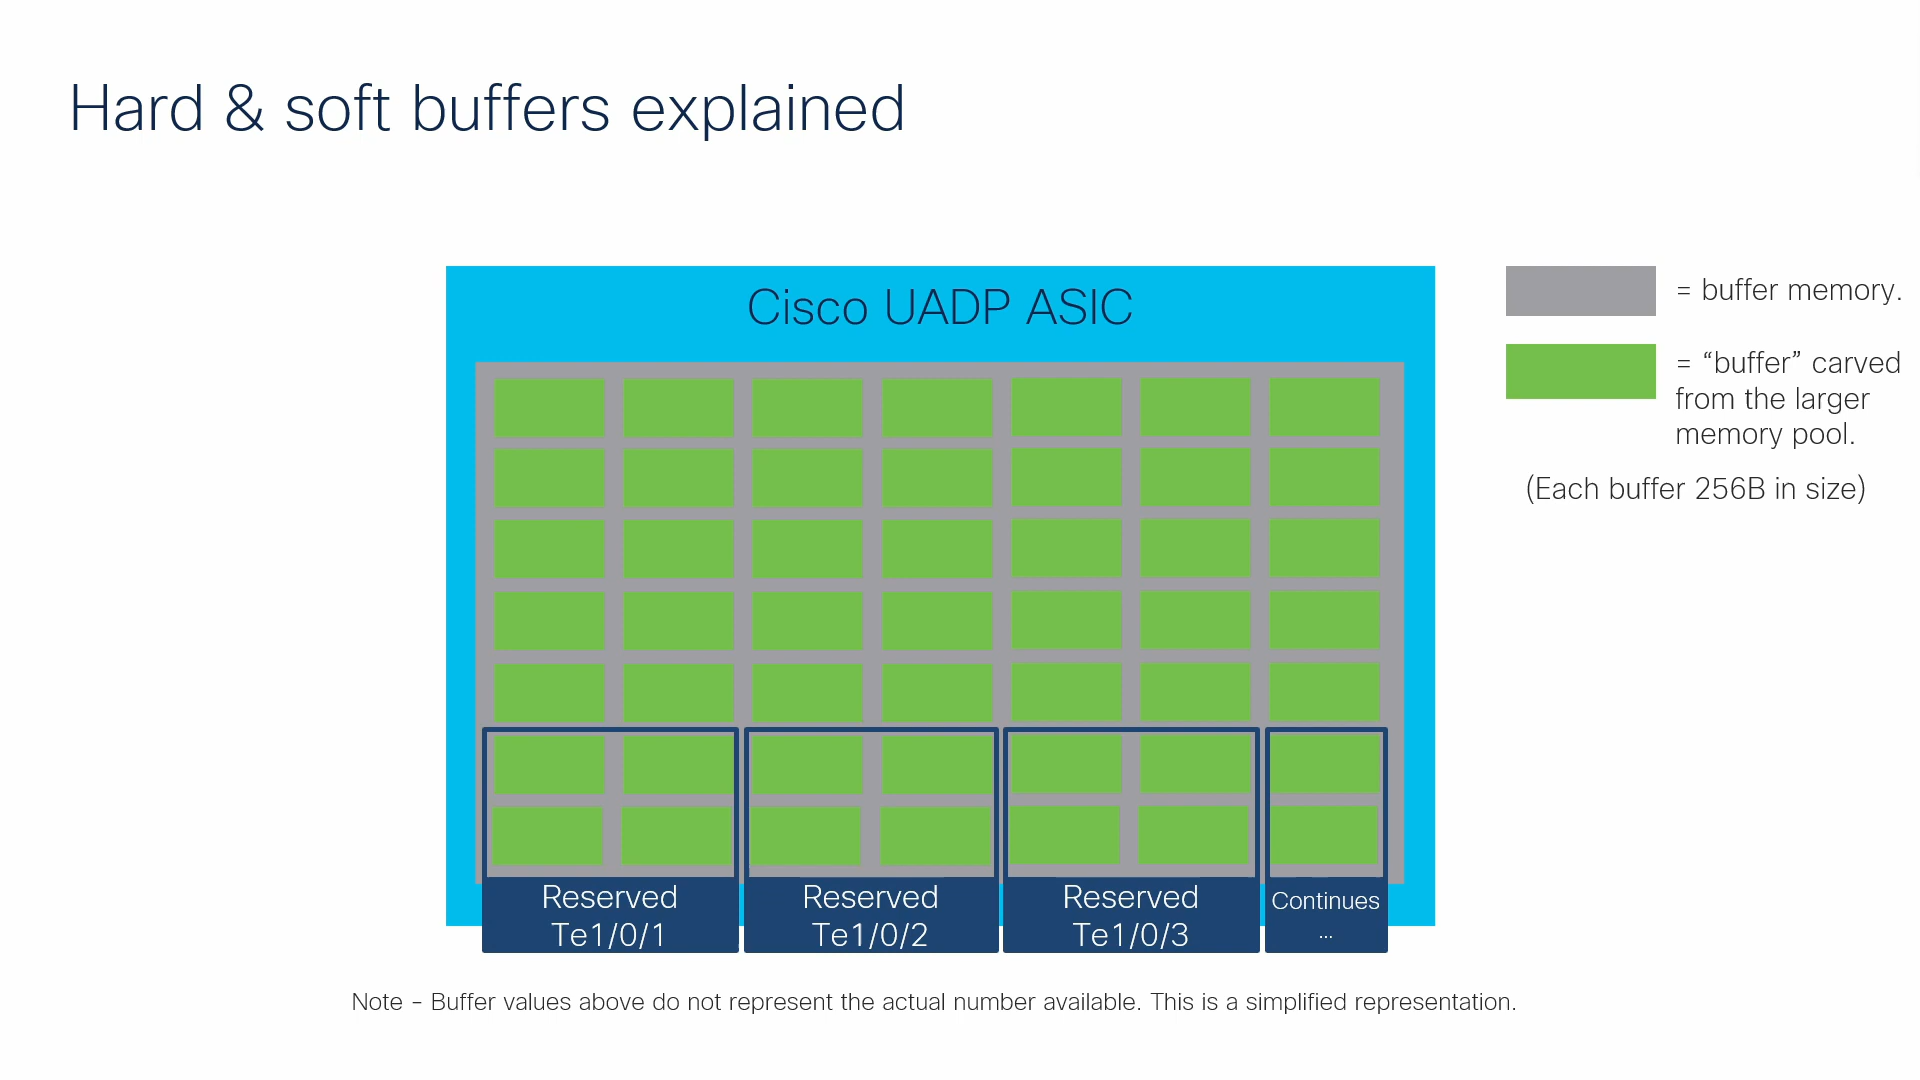 Hard & soft buffers explained
Cisco UADP ASIC
= buffer memory.
= “buffer” carved
from the larger
memory pool.
(Each buffer 256B in size)
Reserved
Te1/0/1
Reserved
Te1/0/2
Reserved
Te1/0/3
Continues
...
Note - Buffer values above do not represent the actual number available. This is a simplified representation.